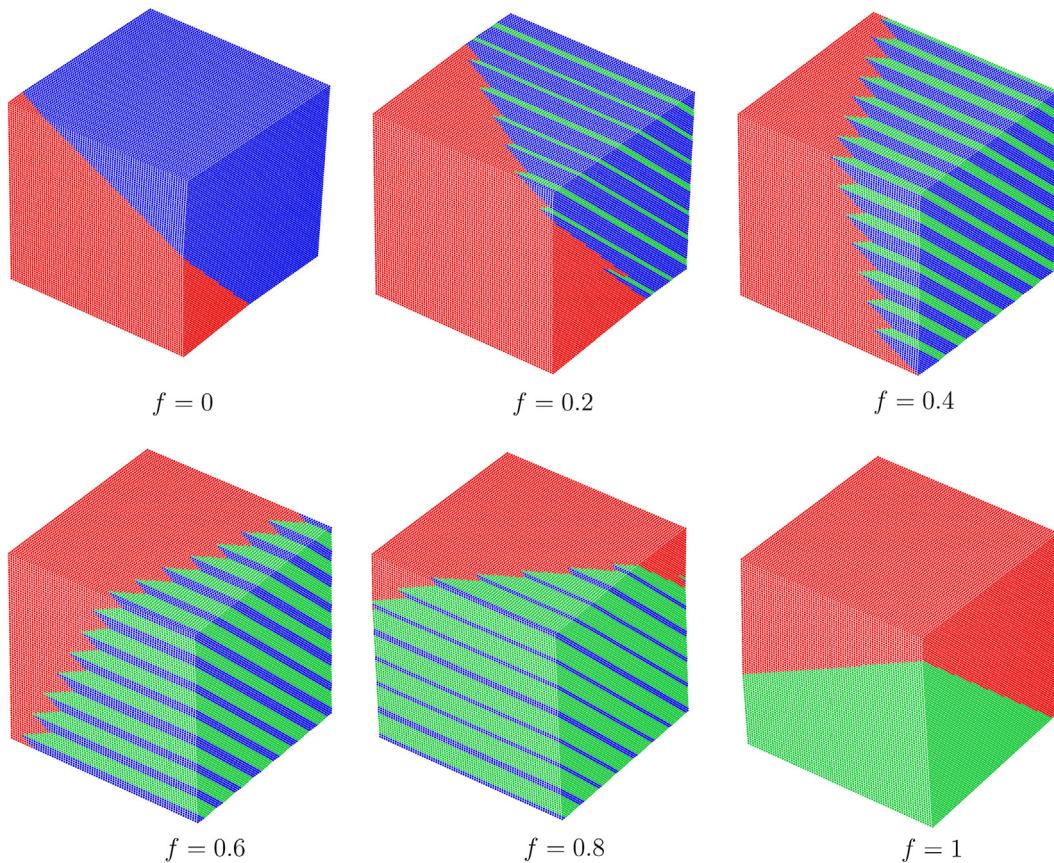 f = 0
f = 0.2
f = 0.4
f = 0.6
f = 0.8
f = 1